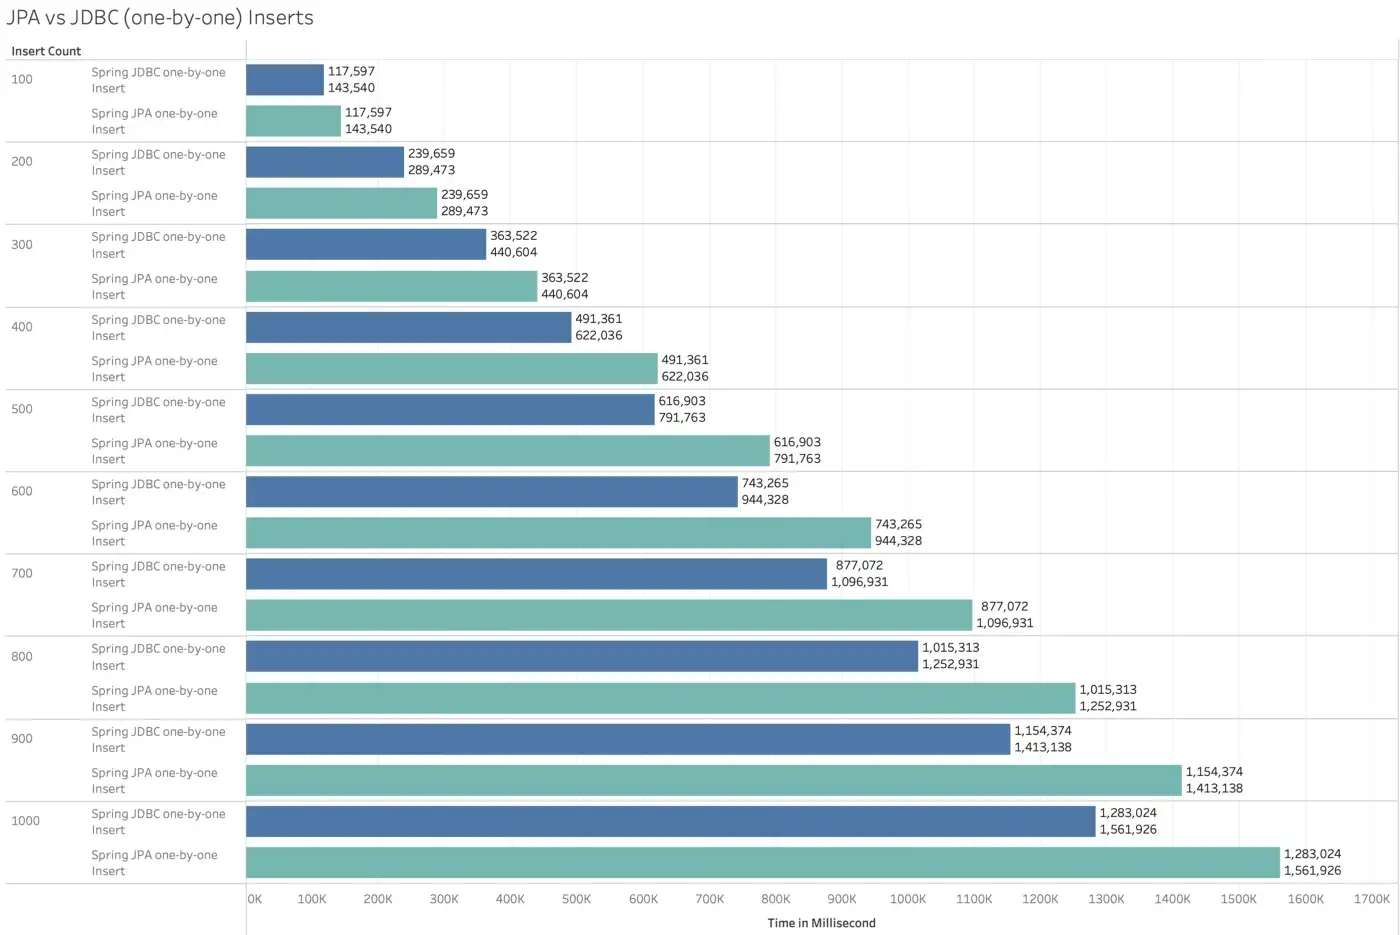 JPA vs JDBC (one-by-one) Inserts
Insert Count
100
Spring JDBC one-by-one
Insert
117,597
143,540
Spring JPA one-by-one
Insert
117,597
143,540
200
Spring JDBC one-by-one
Insert
239,659
289,473
Spring JPA one-by-one
Insert
239,659
289,473
300
Spring JDBC one-by-one
Insert
363,522
440,604
Spring JPA one-by-one
Insert
363,522
440,604
400
Spring JDBC one-by-one
Insert
491,361
622,036
Spring JPA one-by-one
Insert
491,361
622,036
500
Spring JDBC one-by-one
Insert
616,903
791,763
Spring JPA one-by-one
Insert
616,903
791,763
600
Spring JDBC one-by-one
Insert
743,265
944,328
Spring JPA one-by-one
Insert
743,265
944,328
700
Spring JDBC one-by-one
Insert
877,072
1,096,931
Spring JPA one-by-one
Insert
877,072
1,096,931
800
Spring JDBC one-by-one
Insert
1,015,313
1,252,931
Spring JPA one-by-one
Insert
1,015,313
1,252,931
900
Spring JDBC one-by-one
Insert
1,154,374
1,413,138
Spring JPA one-by-one
Insert
1,154,374
1,413,138
1000
Spring JDBC one-by-one
Insert
1,283,024
1,561,926
Spring JPA one-by-one
Insert
1,283,024
1,561,926
0K 100K 200K 300K 400K 500K 600K 700K 800K 900K 1000K 1100K 1200K 1300K 1400K 1500K 1600K 1700K
Time in Millisecond